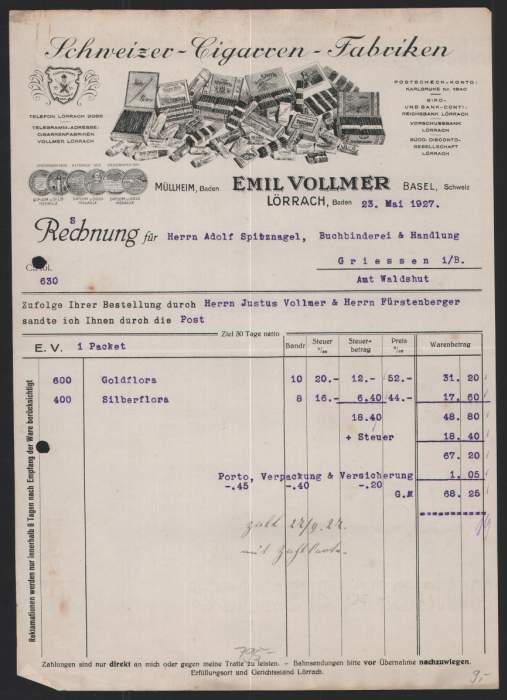 Schweizer-Cigarren-Fabriken
TELEFON LÖRRACH 2085
TELEGRAMM-ADRESSE:
CIGARRENFABRIKEN
VOLLMER LÖRRACH
POSTSCHECK-KONTO:
KARLSRUHE Nr. 1840
GIRO-
UND BANK-CONTI:
REICHSBANK LÖRRACH
VORSCHUSSBANK
LÖRRACH
SÜDD. DISCONTO-
GESELLSCHAFT
LÖRRACH
MÜLLHEIM, Baden EMIL VOLLMER BASEL, Schweiz
LÖRRACH, Baden 23. Mai 1927.
S
Rechnung für Herrn Adolf Spitznagel, Buchbinderei & Handlung
Griessen i/B.
Amt Waldshut
630
Zufolge Ihrer Bestellung durch Herrn Justus Vollmer & Herrn Fürstenberger
sandte ich Ihnen durch die Post
Ziel 30 Tage netto
E. V. 1 Packet Bandr Steuer %00 Steuer-betrag Preis %00 Warenbetrag
600 Goldflora 10 20.- 12.- 52.- 31. 20
400 Silberflora 8 16.- 6.40 44.- 17. 60
18.40 48. 80
+ Steuer 18. 40
67. 20
Porto, Verpackung & Versicherung 1. 05
-.45 -.40 -.20
G.M 68. 25
mit Zahlkarte.
Reklamationen werden nur innerhalb 8 Tagen nach Empfang der Ware berücksichtigt
Zahlungen sind nur direkt an mich oder gegen meine Tratte zu leisten. – Bahnsendungen bitte vor Übernahme nachzuwiegen.
Erfüllungsort und Gerichtsstand Lörrach.
9.-